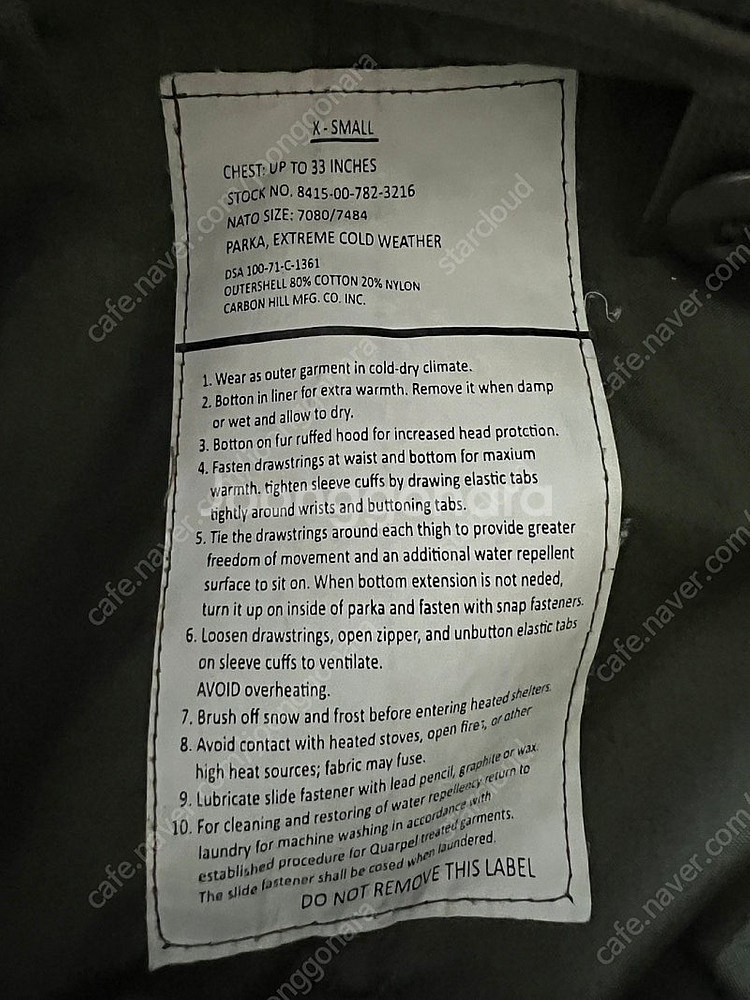 X - SMALL
CHEST: UP TO 33 INCHES
STOCK NO. 8415-00-782-3216
NATO SIZE: 7080/7484
PARKA, EXTREME COLD WEATHER
DSA 100-71-C-1361
OUTERSHELL 80% COTTON 20% NYLON
CARBON HILL MFG. CO. INC.
1. Wear as outer garment in cold-dry climate.
2. Botton in liner for extra warmth. Remove it when damp
or wet and allow to dry.
3. Botton on fur ruffed hood for increased head protction.
4. Fasten drawstrings at waist and bottom for maxium
warmth. tighten sleeve cuffs by drawing elastic tabs
tightly around wrists and buttoning tabs.
5. Tie the drawstrings around each thigh to provide greater
freedom of movement and an additional water repellent
surface to sit on. When bottom extension is not neded,
turn it up on inside of parka and fasten with snap fasteners.
6. Loosen drawstrings, open zipper, and unbutton elastic tabs
on sleeve cuffs to ventilate.
AVOID overheating.
7. Brush off snow and frost before entering heated shelters.
8. Avoid contact with heated stoves, open fires, or other
high heat sources; fabric may fuse.
9. Lubricate slide fastener with lead pencil, graphite or wax.
10. For cleaning and restoring of water repellency return to
laundry for machine washing in accordance with
established procedure for Quarpel treated garments.
The slide fastener shall be cosed when laundered.
DO NOT REMOVE THIS LABEL
joonggonara
starcloud
cafe.naver.com/joonggonara